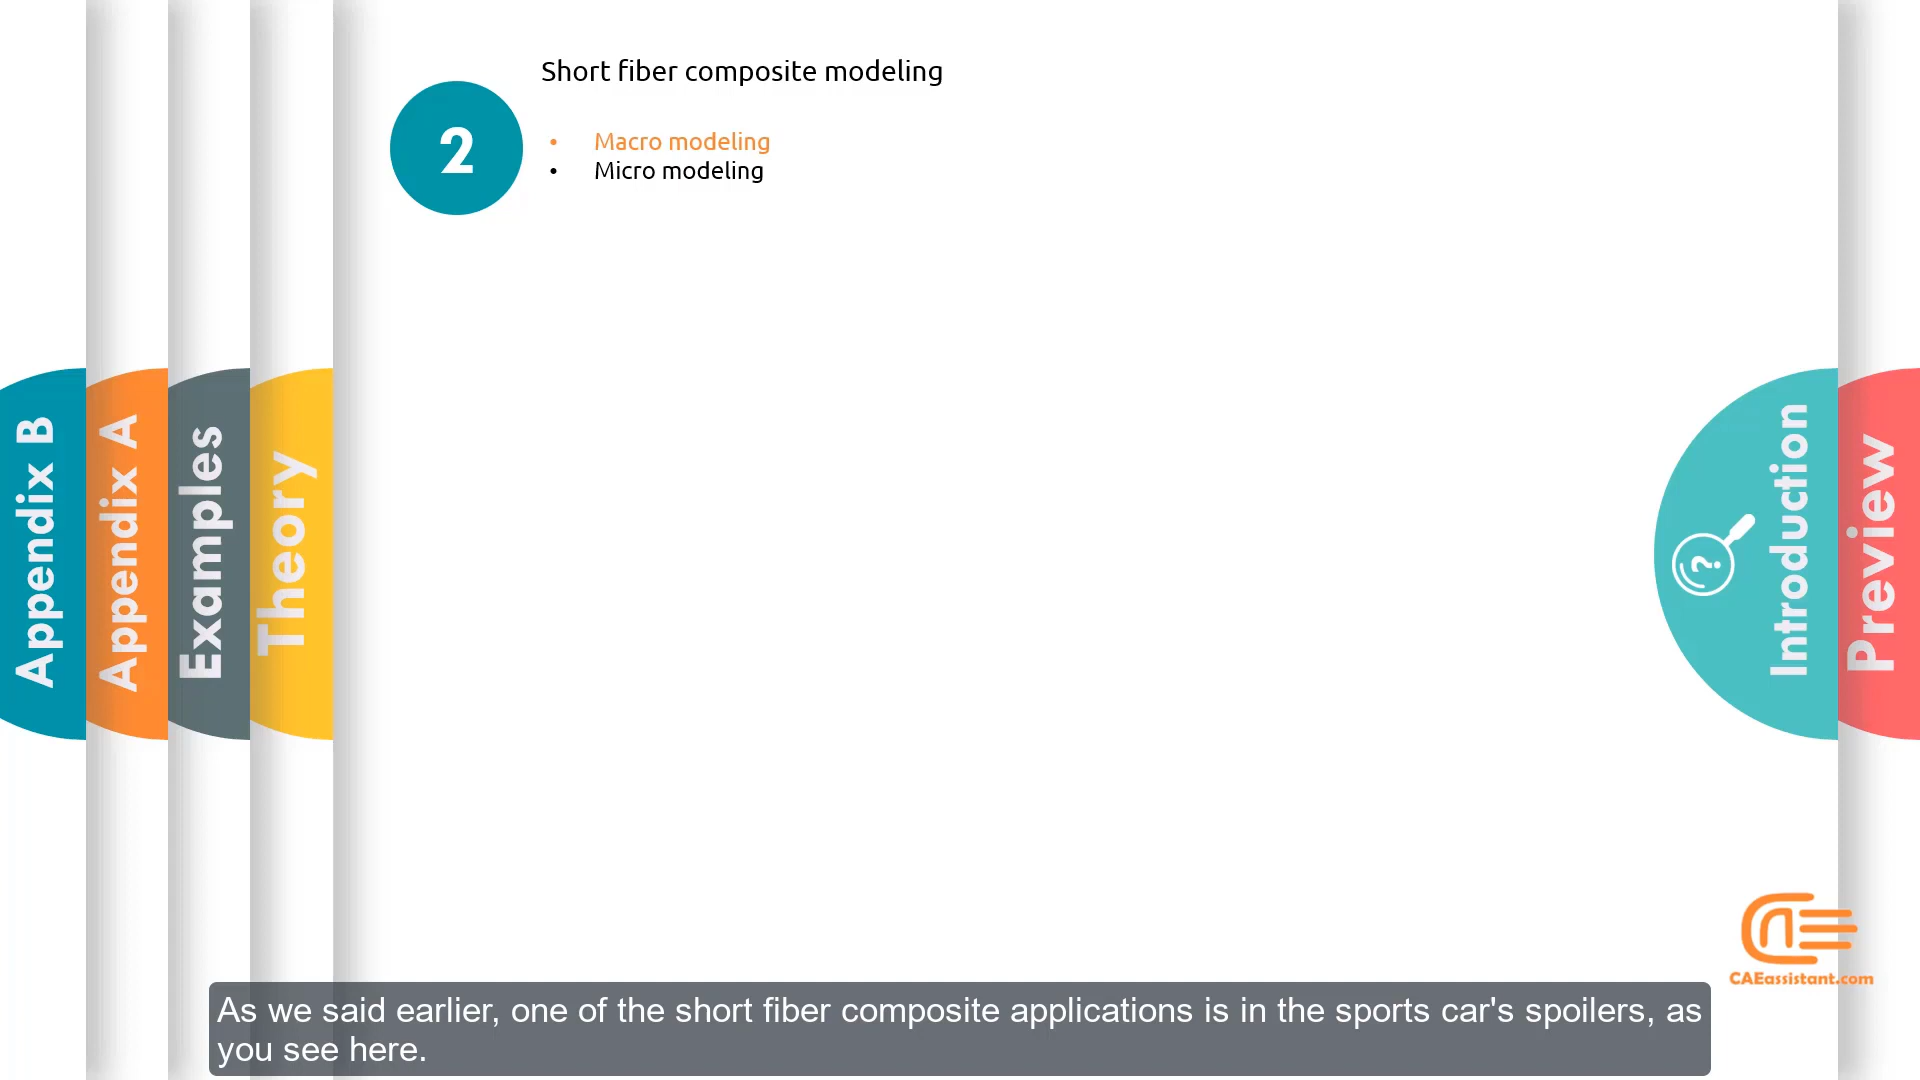 Short fiber composite modeling
2
• Macro modeling
• Micro modeling
Appendix B
Appendix A
Examples
Theory
?
Introduction
Preview
CAEassistant.com
As we said earlier, one of the short fiber composite applications is in the sports car's spoilers, as
you see here.